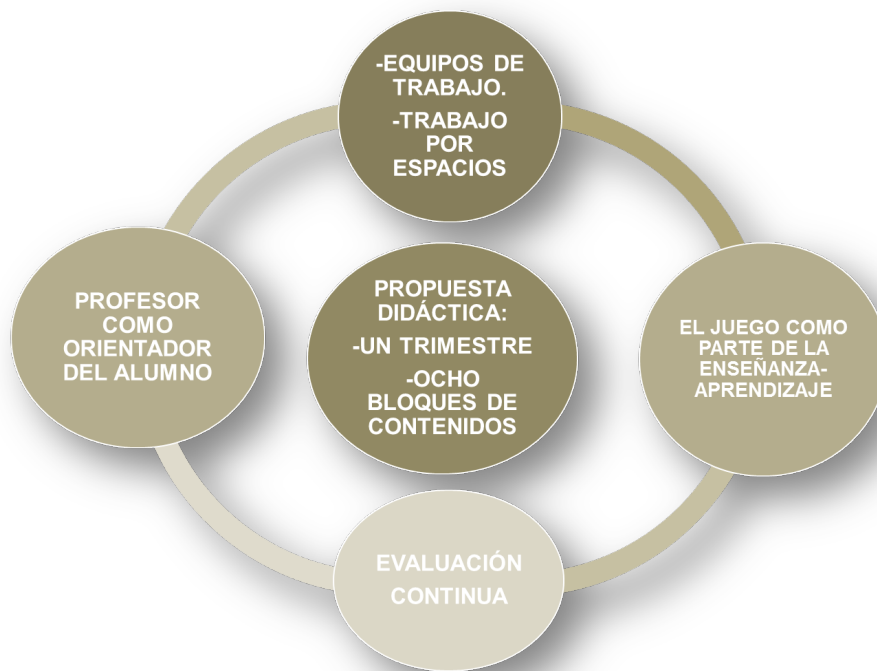 -EQUIPOS DE
TRABAJO.
-TRABAJO
POR
ESPACIOS
PROFESOR
COMO
ORIENTADOR
DEL ALUMNO
PROPUESTA
DIDÁCTICA:
-UN TRIMESTRE
-OCHO
BLOQUES DE
CONTENIDOS
EL JUEGO COMO
PARTE DE LA
ENSEÑANZA-
APRENDIZAJE
EVALUACIÓN
CONTINUA